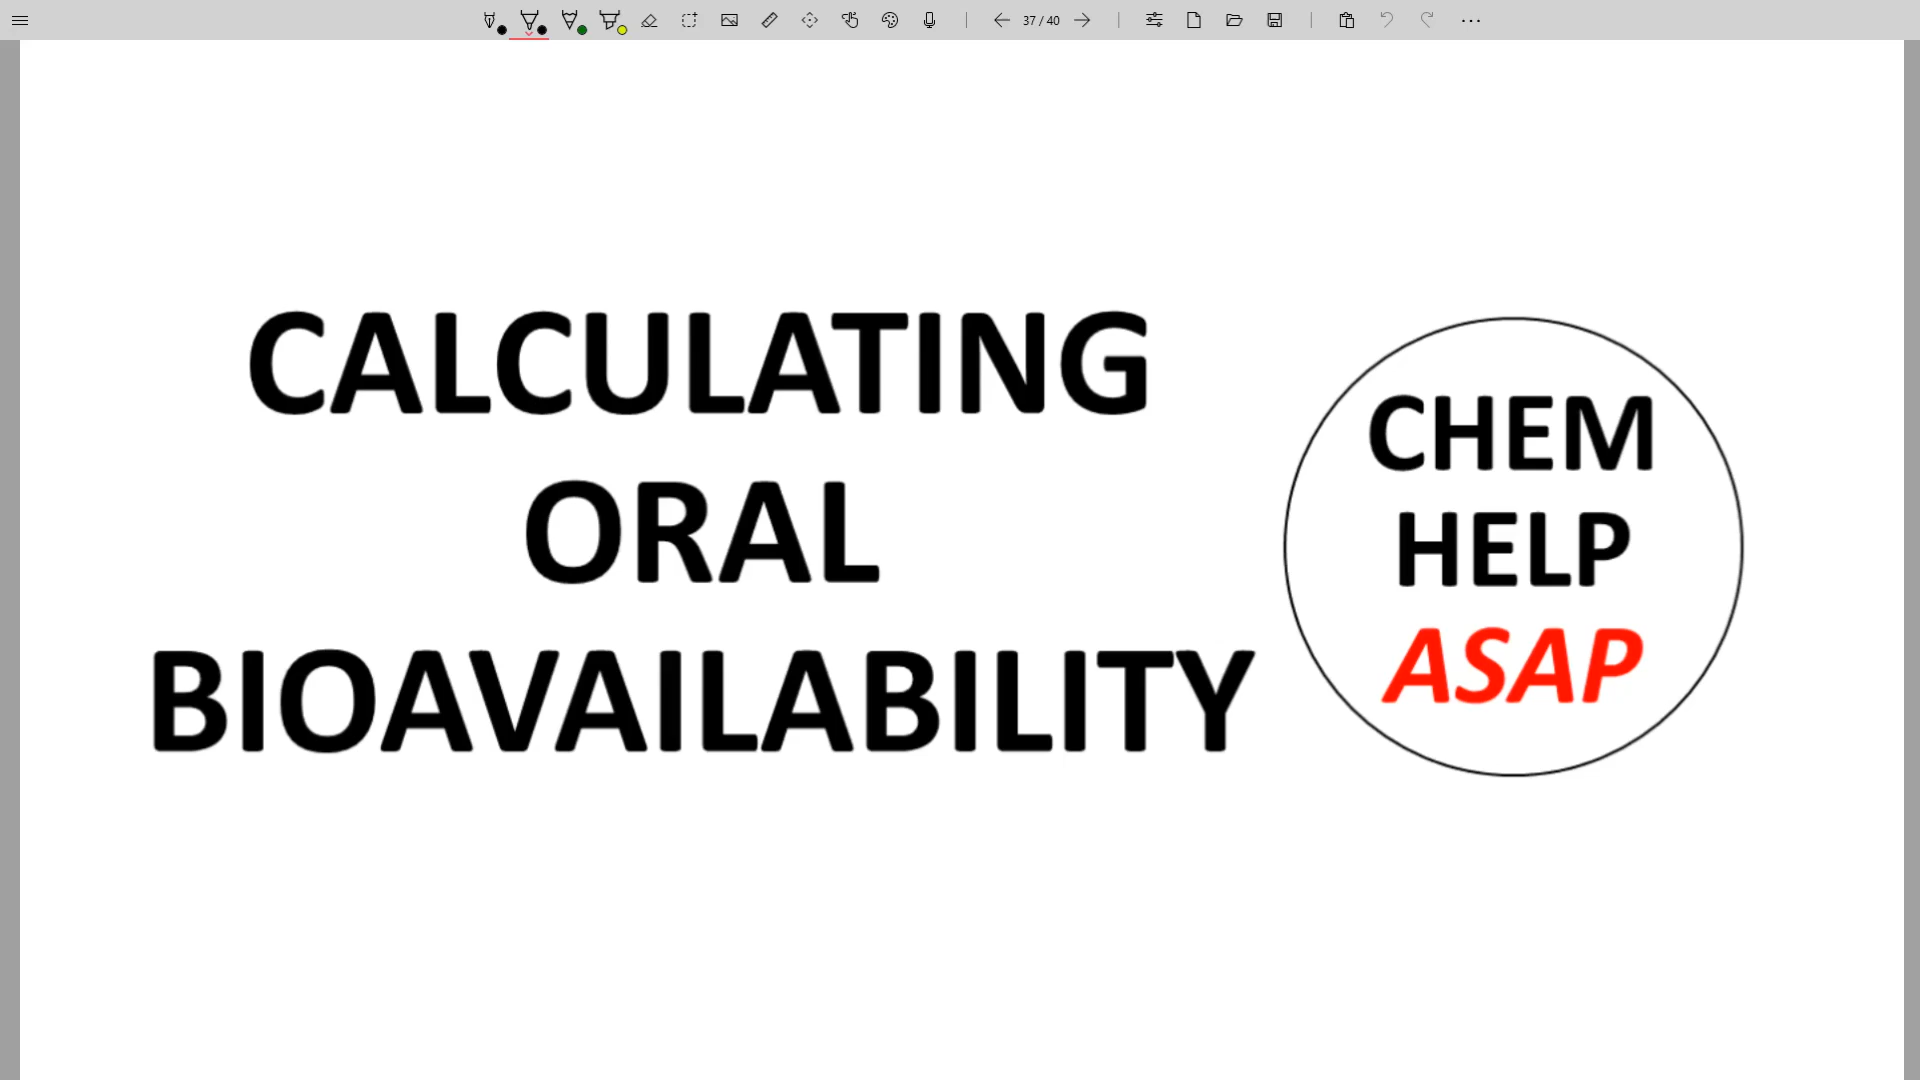 37 / 40
CALCULATING
ORAL
BIOAVAILABILITY
CHEM
HELP
ASAP